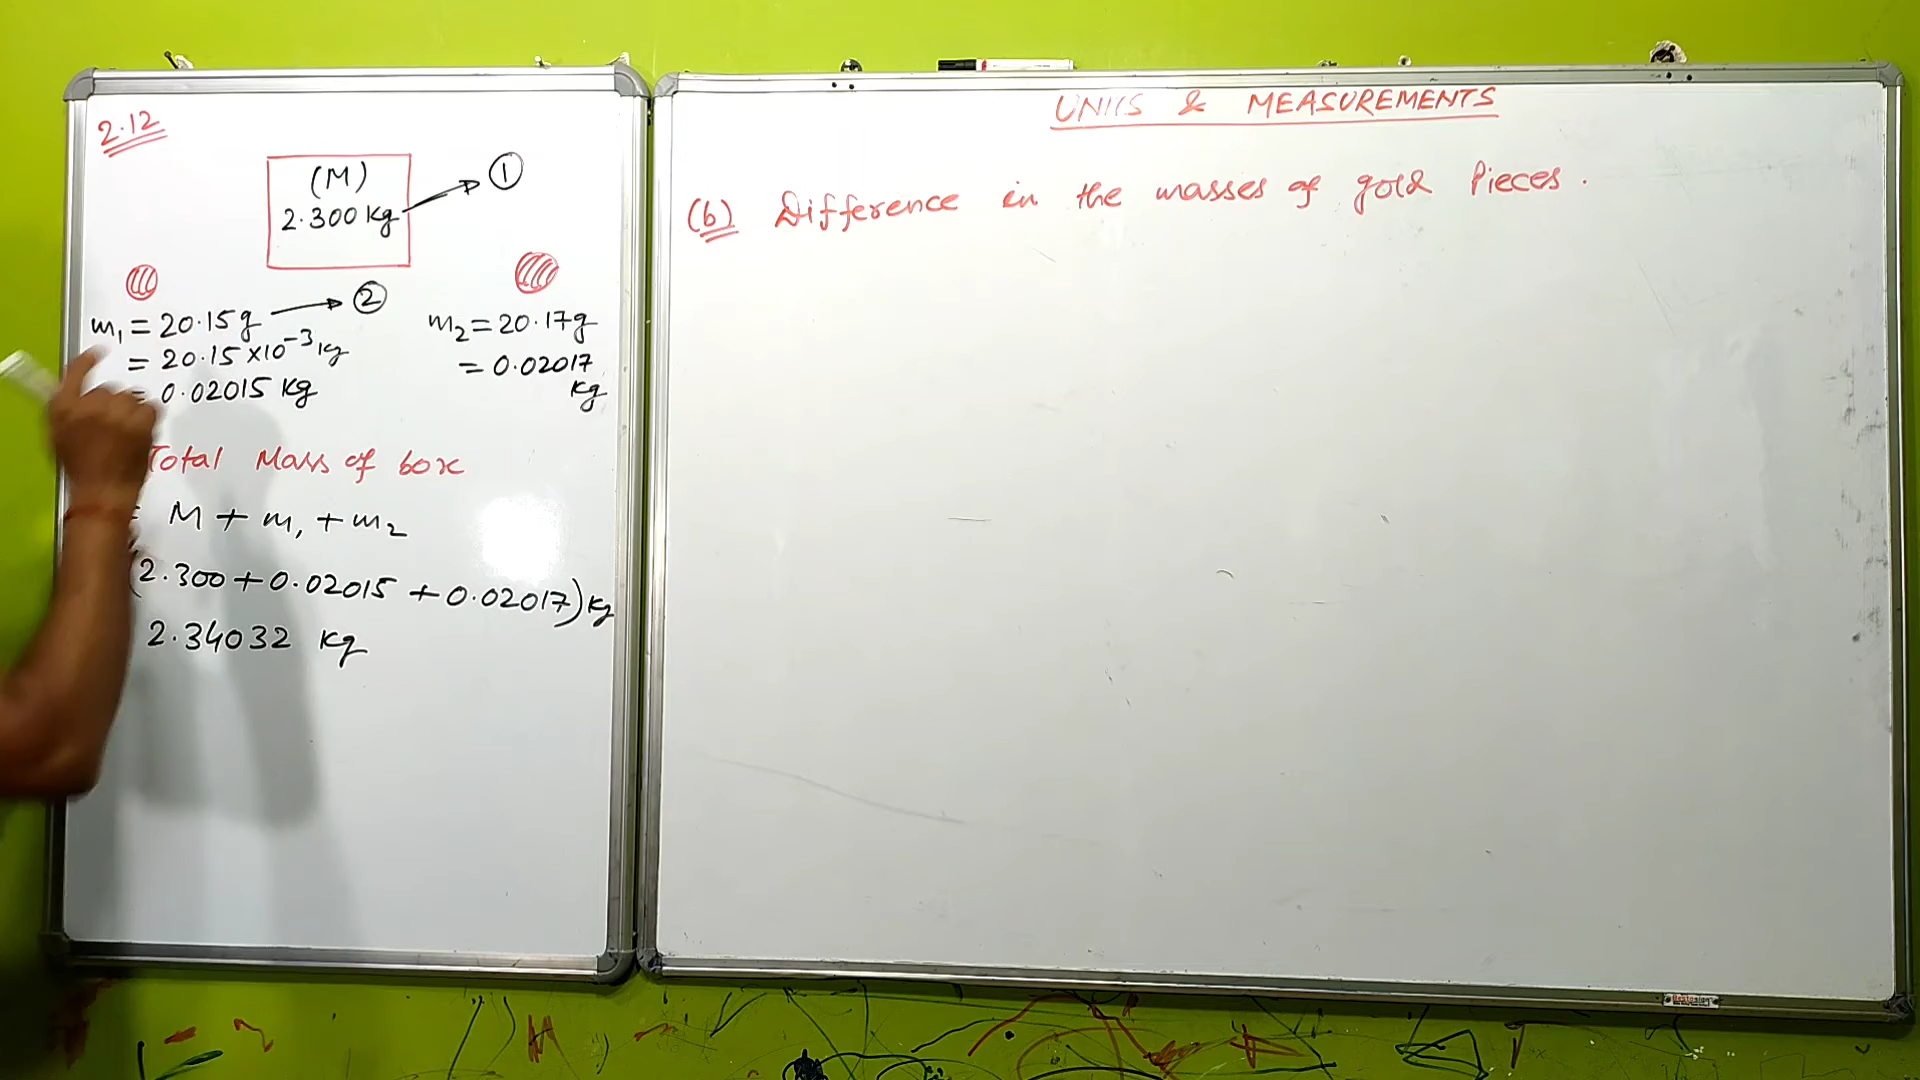 2.12
(M)
2.300 kg
①
②
m₁ = 20.15g
= 20.15 ×10⁻³ kg
= 0.02015 kg
m₂ = 20.17g
= 0.02017
kg
Total Mass of box
= M + m₁ + m₂
(2.300 + 0.02015 + 0.02017) kg
2.34032 kg
UNITS & MEASUREMENTS
(b) Difference in the masses of gold Pieces.